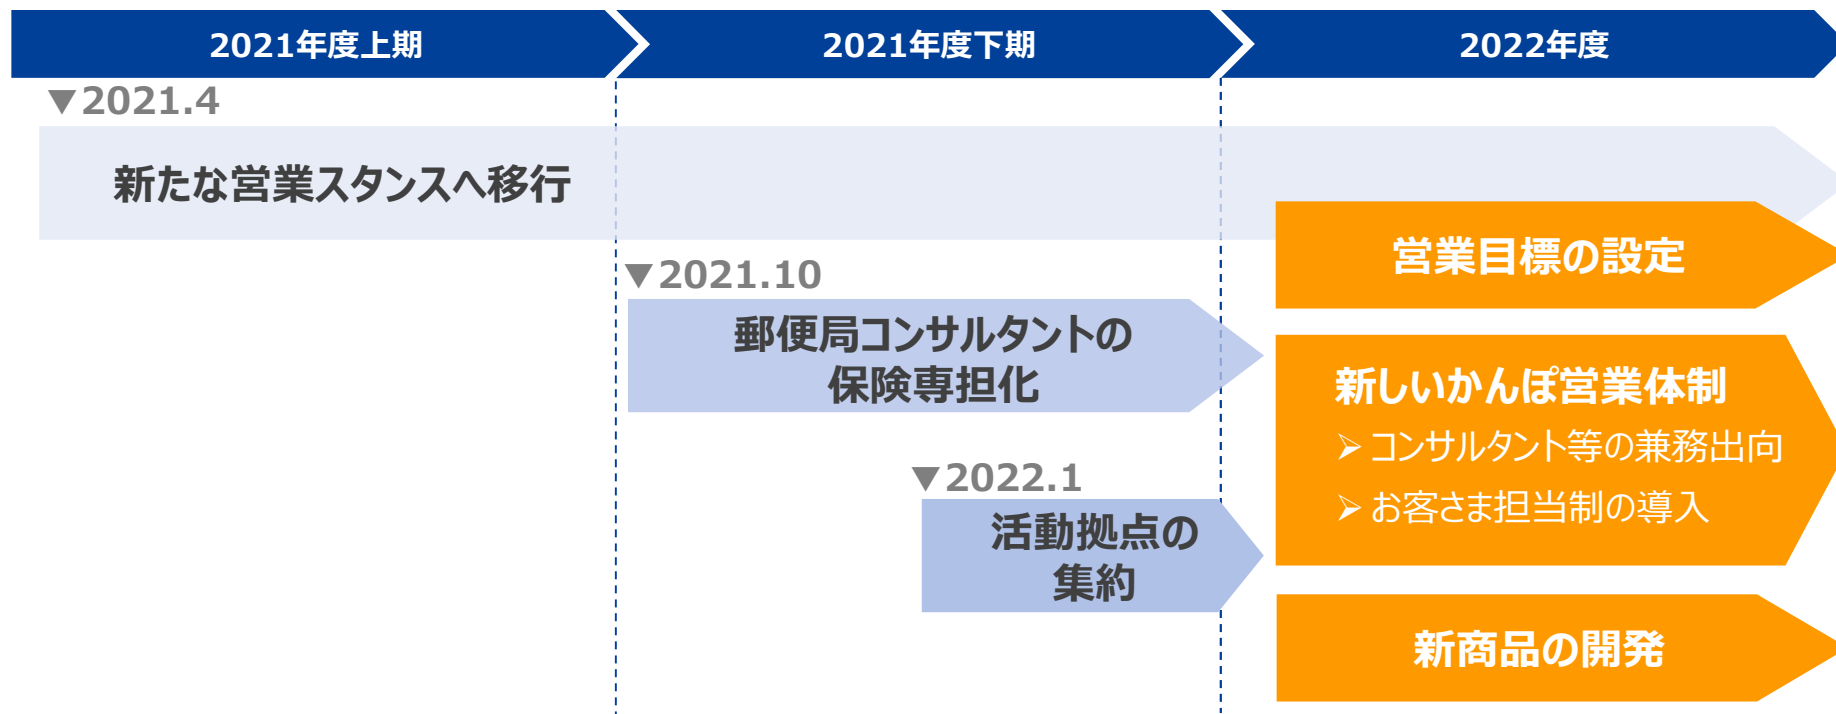 2021年度上期
2021年度下期
2022年度
▼2021.4
新たな営業スタンスへ移行
営業目標の設定
▼2021.10
郵便局コンサルタントの
保険専担化
新しいかんぽ営業体制
➢コンサルタント等の兼務出向
➢お客さま担当制の導入
▼2022.1
活動拠点の
集約
新商品の開発